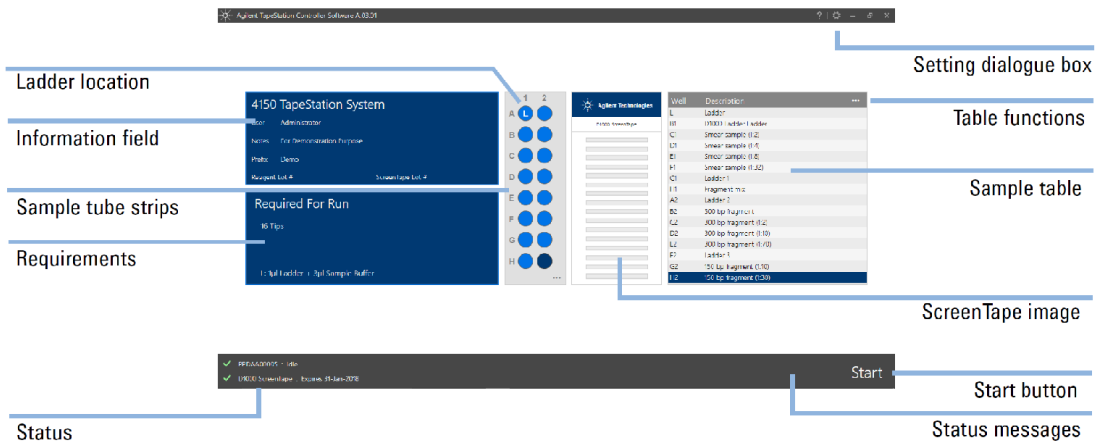 Agilent TapeStation Controller Software A.03.01
?
Setting dialogue box
Ladder location
Information field
Sample tube strips
Requirements
4150 TapeStation System
User Administrator
Notes For Demonstration Purpose
Prefix Demo
Reagent Lot # ScreenTape Lot #
Required For Run
16 Tips
L: 1µl Ladder + 3µl Sample Buffer
1 2
A L
B
C
D
E
F
G
H
...
Agilent Technologies
D1000 ScreenTape
Well Description ...
L Ladder
B1 D1000 Ladder Ladder
C1 Smear sample (1:2)
D1 Smear sample (1:4)
E1 Smear sample (1:8)
F1 Smear sample (1:32)
G1 Ladder 1
H1 Fragment mix
A2 Ladder 2
B2 300 bp fragment
C2 300 bp fragment (1:2)
D2 300 bp fragment (1:10)
E2 300 bp fragment (1:70)
F2 Ladder 3
G2 150 bp fragment (1:10)
H2 150 bp fragment (1:30)
Table functions
Sample table
ScreenTape image
: Idle
D1000 ScreenTape : Expires 31-Jan-2018
Start
Start button
Status
Status messages